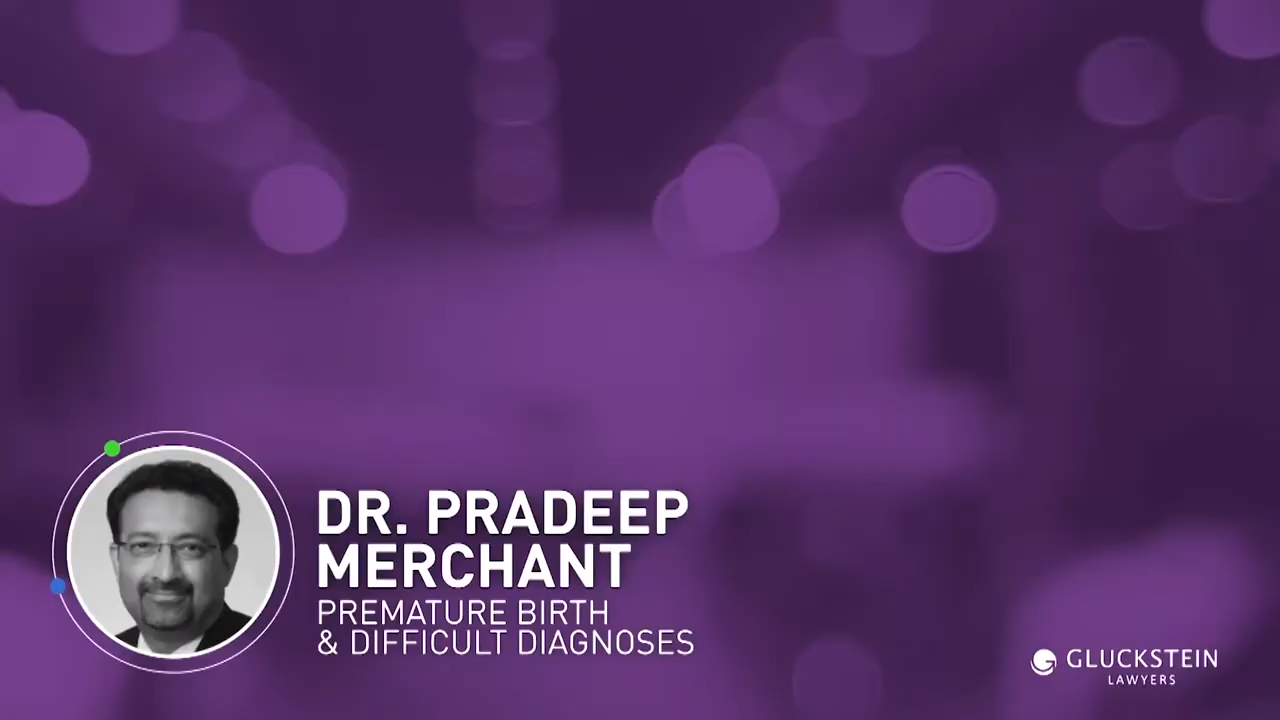 DR. PRADEEP
MERCHANT
PREMATURE BIRTH
& DIFFICULT DIAGNOSES
GLUCKSTEIN
LAWYERS